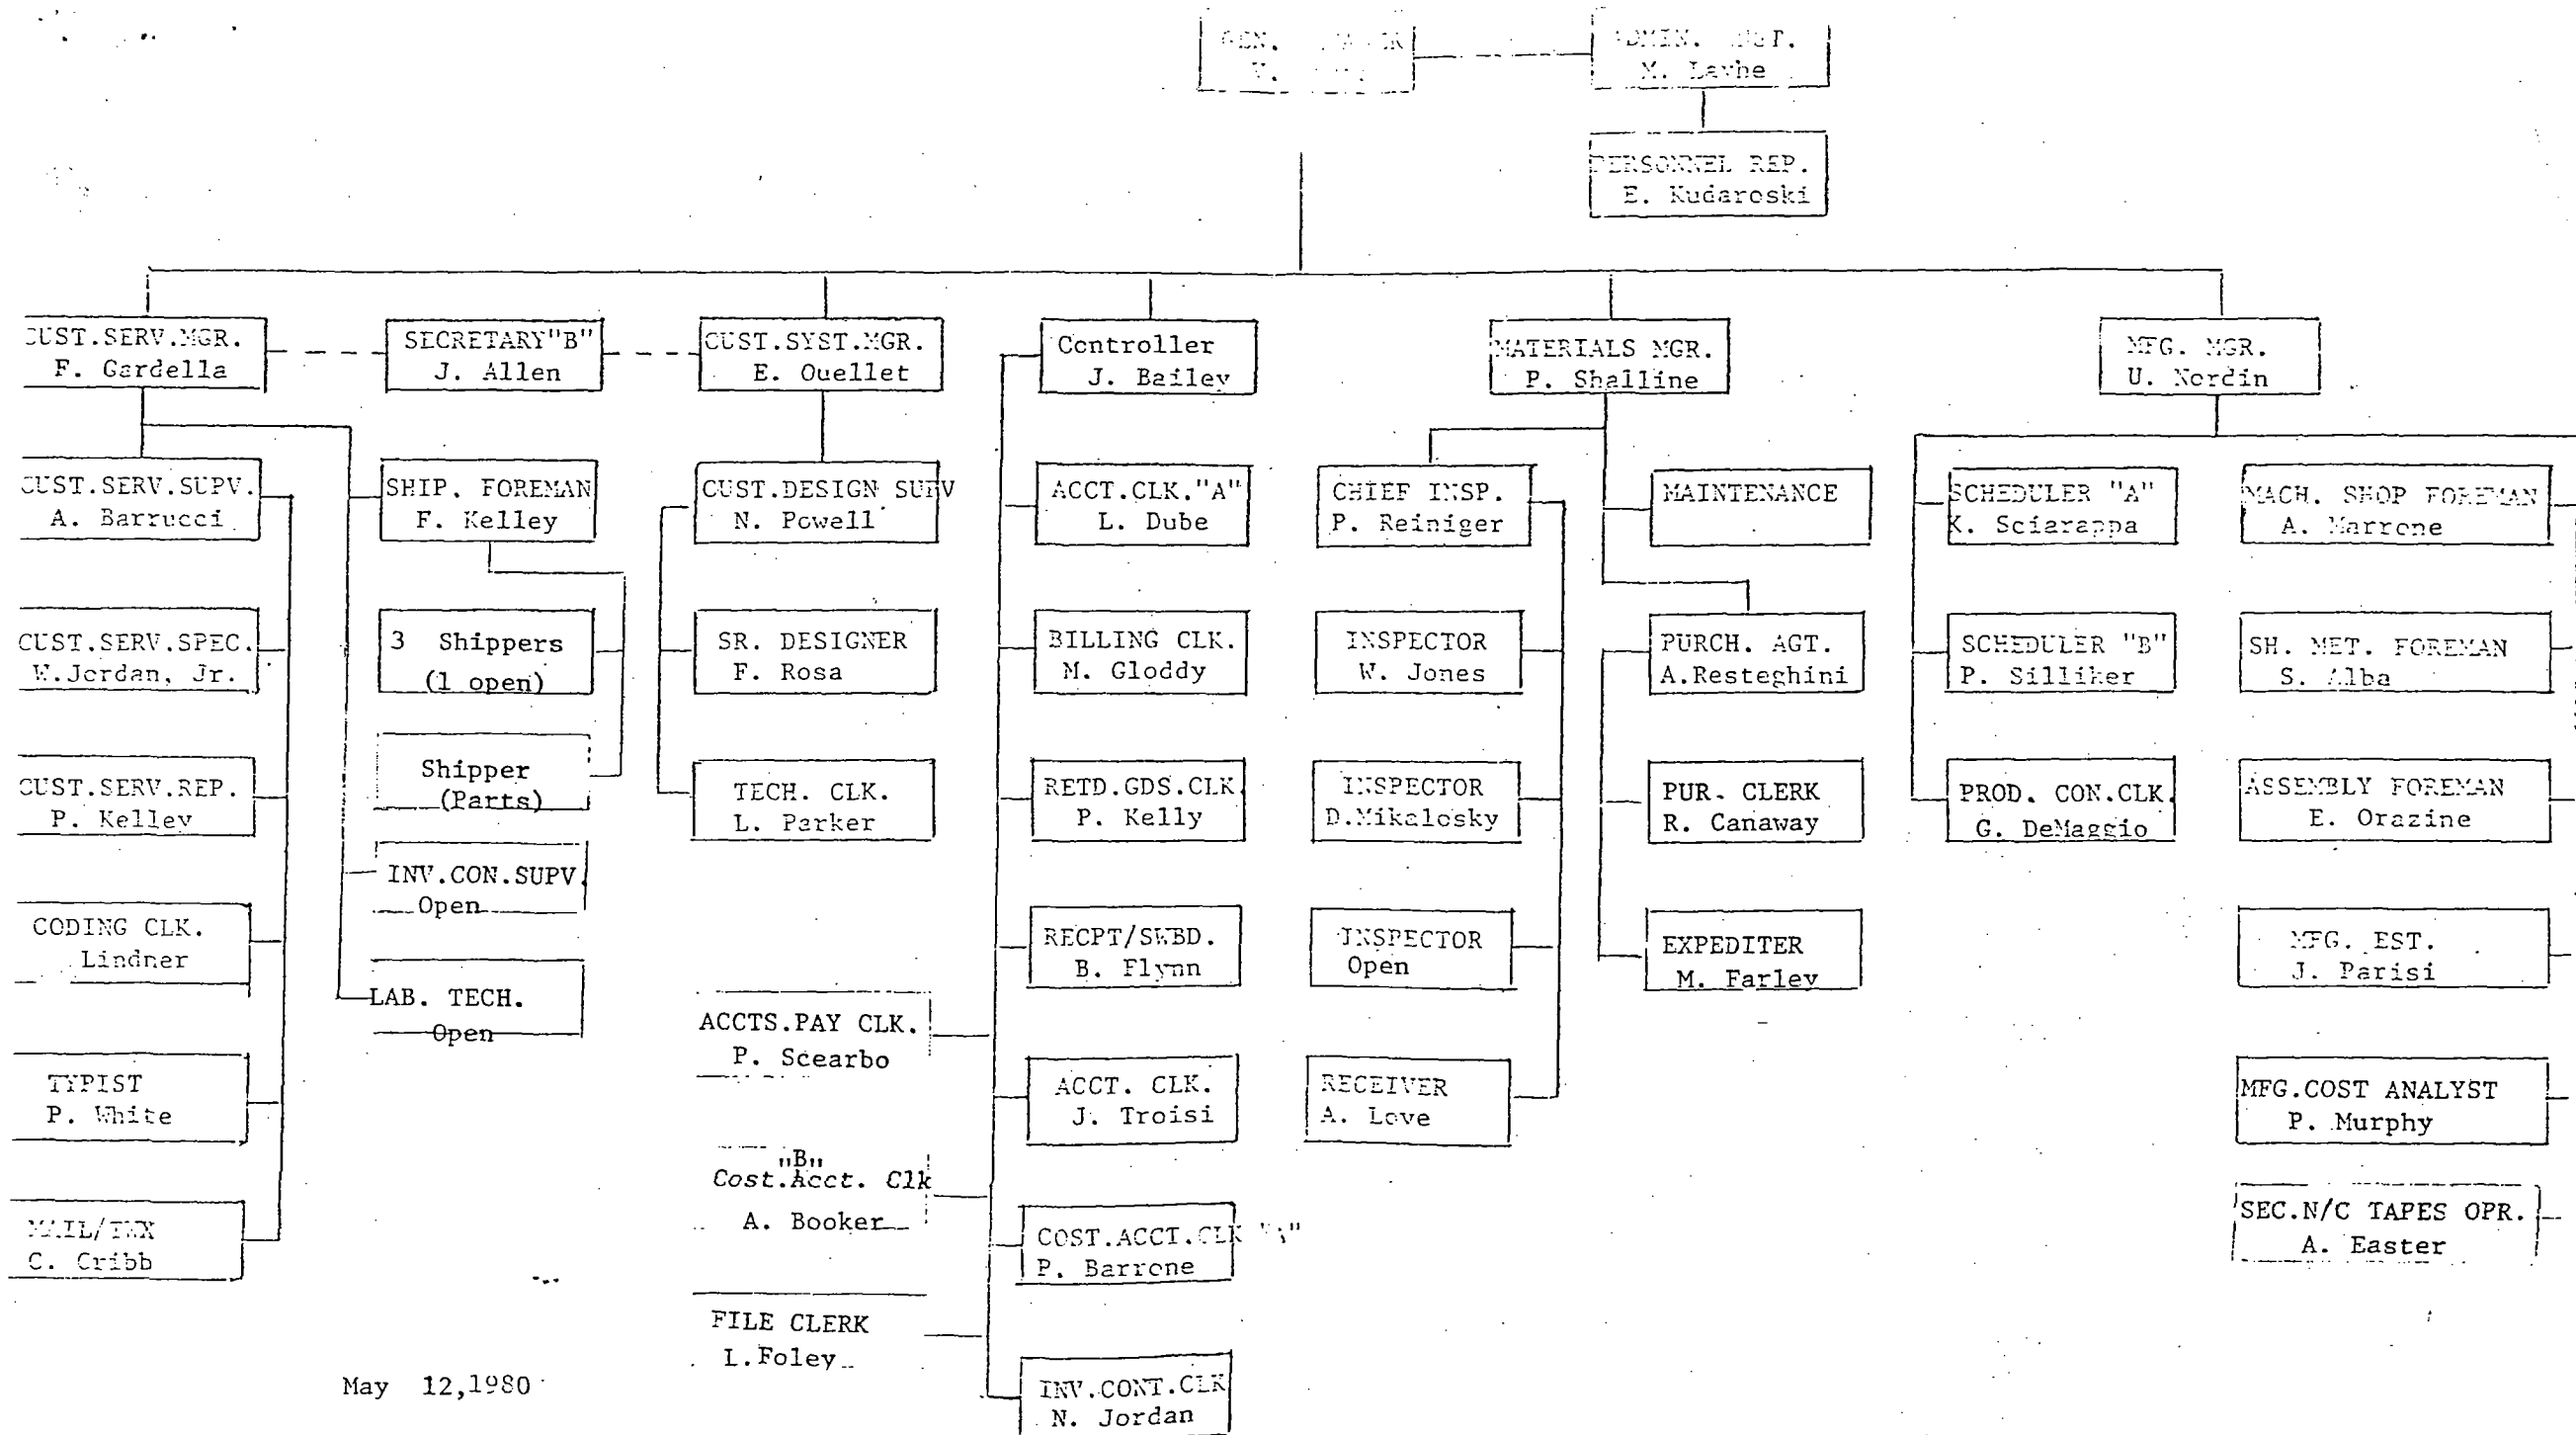 GEN.
ADMIN.
M. Layhe
PERSONNEL REP.
E. Kudaroski
CUST.SERV.MGR.
F. Gardella
SECRETARY"B"
J. Allen
CUST.SYST.MGR.
E. Ouellet
Controller
J. Bailey
MATERIALS MGR.
P. Shalline
MFG. MGR.
U. Nordin
CUST.SERV.SUPV.
A. Barrucci
SHIP. FOREMAN
F. Kelley
CUST.DESIGN SUPV
N. Powell
ACCT.CLK."A"
L. Dube
CHIEF INSP.
P. Reiniger
MAINTENANCE
SCHEDULER "A"
K. Sciarappa
MACH. SHOP FOREMAN
A. Marrone
CUST.SERV.SPEC.
W.Jordan, Jr.
3 Shippers
(1 open)
SR. DESIGNER
F. Rosa
BILLING CLK.
M. Gloddy
INSPECTOR
W. Jones
PURCH. AGT.
A.Resteghini
SCHEDULER "B"
P. Silliker
SH. MET. FOREMAN
S. Alba
CUST.SERV.REP.
P. Kelley
Shipper
(Parts)
TECH. CLK.
L. Parker
RETD.GDS.CLK
P. Kelly
INSPECTOR
D.Mikalosky
PUR. CLERK
R. Canaway
PROD. CON.CLK.
G. DeMaggio
ASSEMBLY FOREMAN
E. Orazine
INV.CON.SUPV.
Open
CODING CLK.
Lindner
RECPT/SWBD.
B. Flynn
INSPECTOR
Open
EXPEDITER
M. Farley
MFG. EST.
J. Parisi
LAB. TECH.
Open
ACCTS.PAY CLK.
P. Scearbo
TYPIST
P. White
ACCT. CLK.
J. Troisi
RECEIVER
A. Love
MFG.COST ANALYST
P. Murphy
"B"
Cost.Acct. Clk
A. Booker
MAIL/TWX
C. Cribb
COST.ACCT.CLK "A"
P. Barrone
SEC.N/C TAPES OPR.
A. Easter
FILE CLERK
L.Foley
INV.CONT.CLK
N. Jordan
May 12,1980